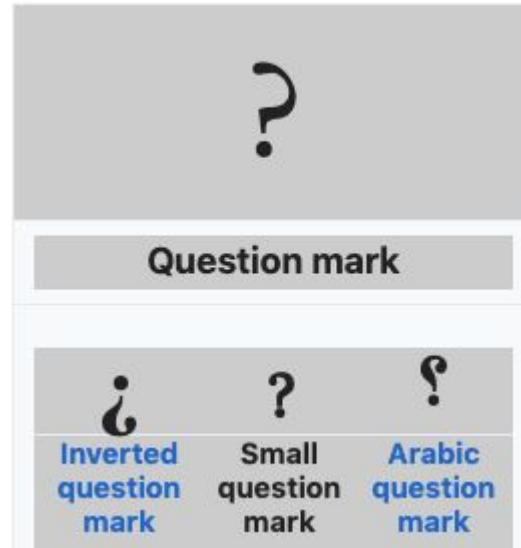 ?
Question mark
¿ ? ؟
Inverted Small Arabic
question question question
mark mark mark